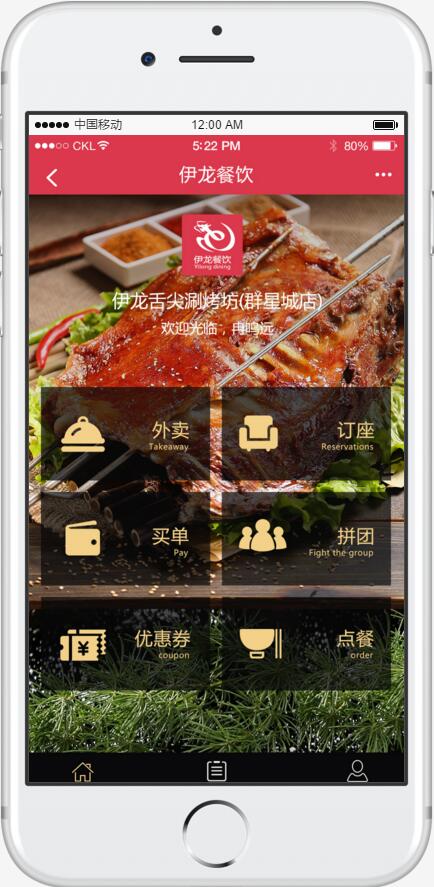 中国移动 12:00 AM
CKL 5:22 PM 80%
伊龙餐饮
伊龙餐饮
Yilong dining
伊龙舌尖涮烤坊(群星城店)
欢迎光临，冉鸣远
外卖
Takeaway
订座
Reservations
买单
Pay
拼团
Fight the group
¥
优惠券
coupon
点餐
order